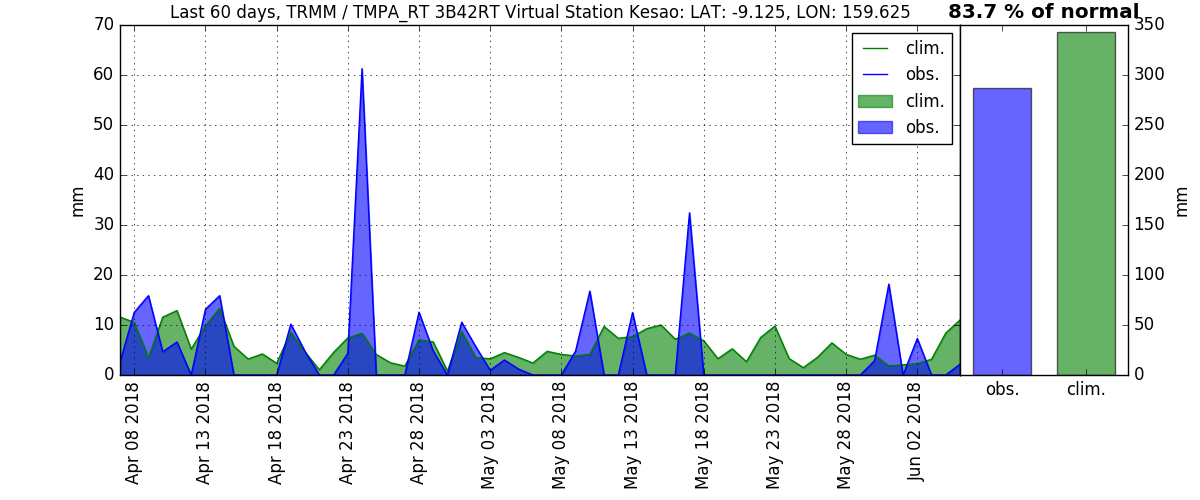 Last 60 days, TRMM / TMPA_RT 3B42RT Virtual Station Kesao: LAT: -9.125, LON: 159.625
83.7 % of normal
70
60
50
40
30
20
10
0
mm
clim.
obs.
clim.
obs.
350
300
250
200
150
100
50
0
mm
Apr 08 2018
Apr 13 2018
Apr 18 2018
Apr 23 2018
Apr 28 2018
May 03 2018
May 08 2018
May 13 2018
May 18 2018
May 23 2018
May 28 2018
Jun 02 2018
obs.
clim.